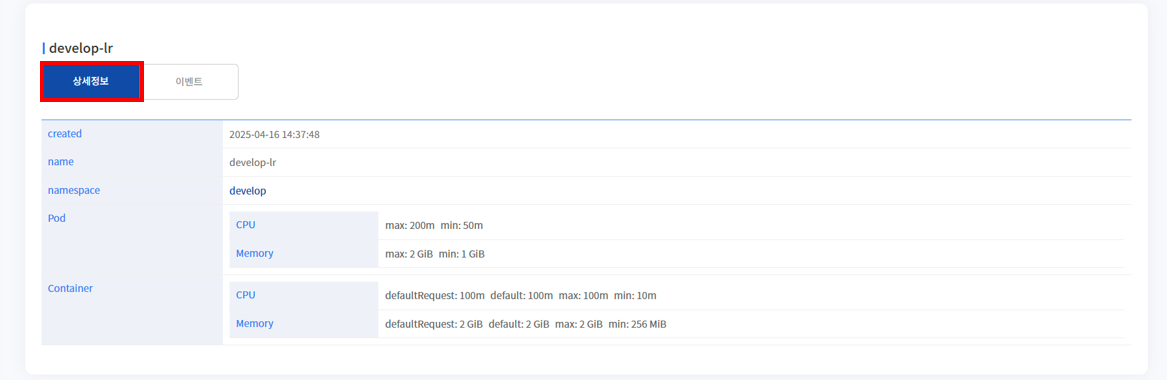 develop-lr
상세정보 이벤트
created 2025-04-16 14:37:48
name develop-lr
namespace develop
Pod CPU max: 200m min: 50m
Memory max: 2 GiB min: 1 GiB
Container CPU defaultRequest: 100m default: 100m max: 100m min: 10m
Memory defaultRequest: 2 GiB default: 2 GiB max: 2 GiB min: 256 MiB